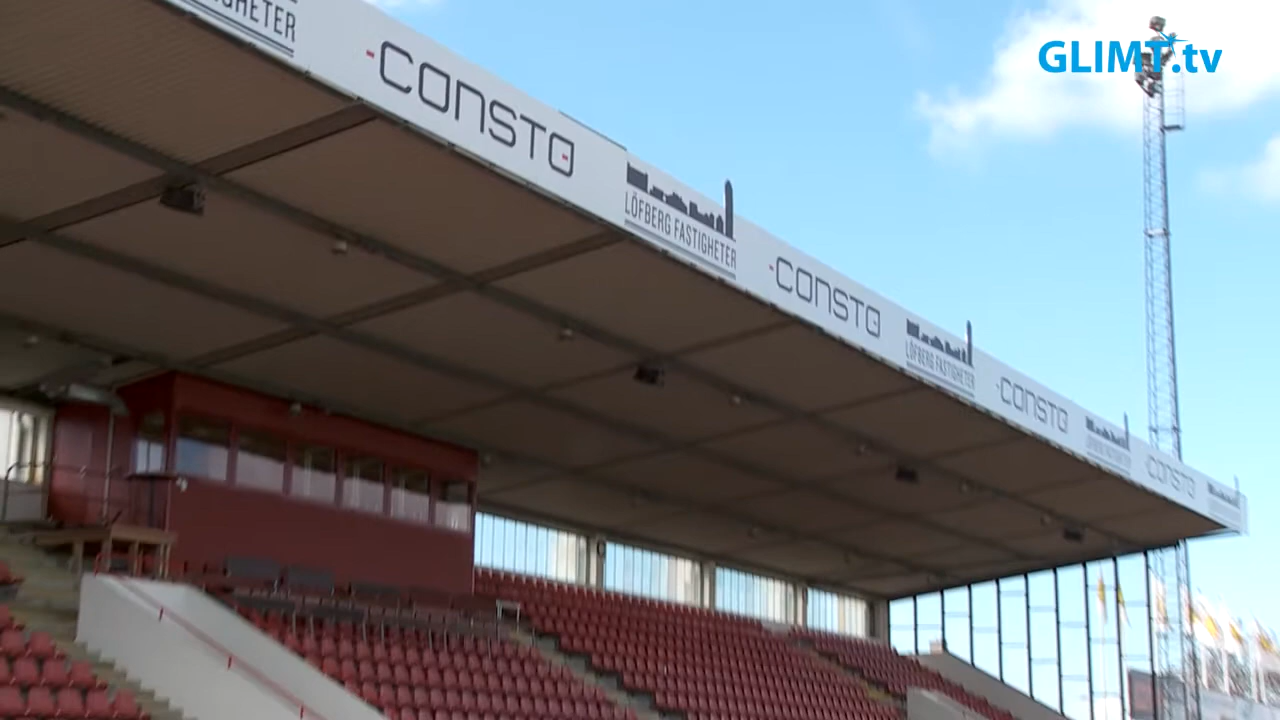 GLIMT.tv
FASTIGHETER
CONSTO
LÖFBERG FASTIGHETER
CONSTO
LÖFBERG FASTIGHETER
CONSTO
CONSTO